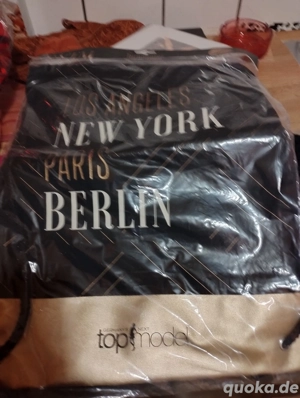 LOS ANGELES
NEW YORK
PARIS
BERLIN
topmodel
quoka.de